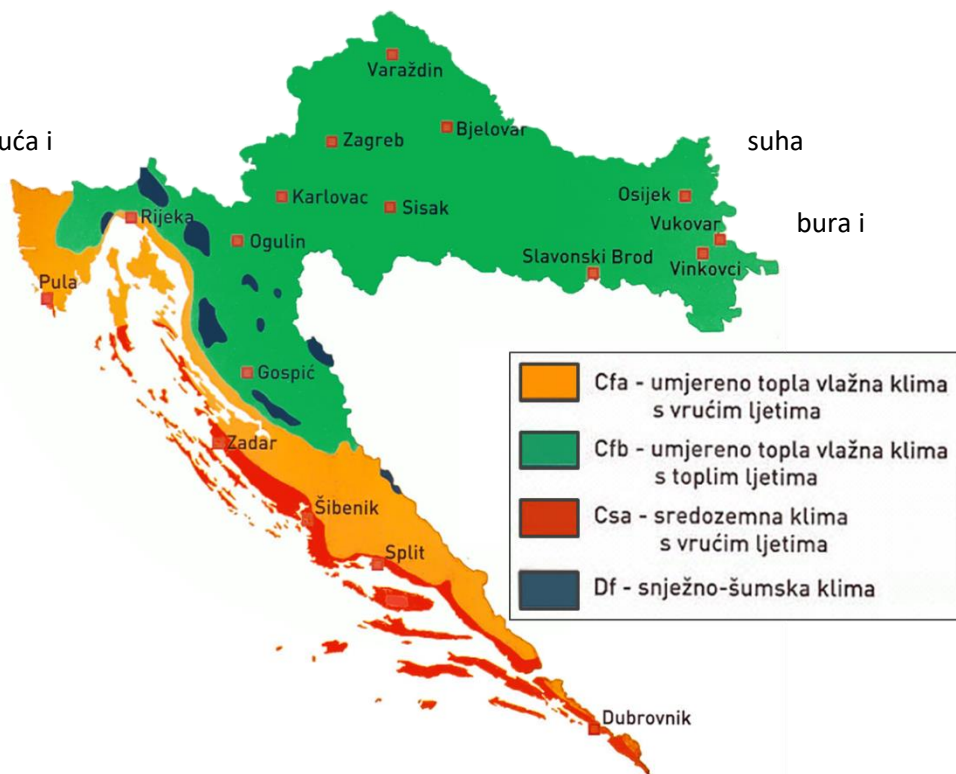 Varaždin
Bjelovar
uća i
Zagreb
suha
Karlovac
Sisak
Osijek
Rijeka
Vukovar
bura i
Ogulin
Slavonski Brod
Vinkovci
Pula
Gospić
Cfa - umjereno topla vlažna klima
s vrućim ljetima
Zadar
Cfb - umjereno topla vlažna klima
s toplim ljetima
Šibenik
Csa - sredozemna klima
s vrućim ljetima
Split
Df - snježno-šumska klima
Dubrovnik